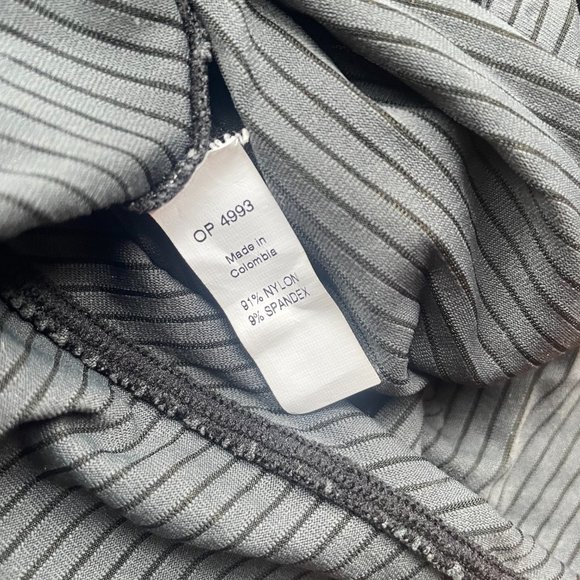 OP 4993
Made in
Colombia
91% NYLON
9% SPANDEX